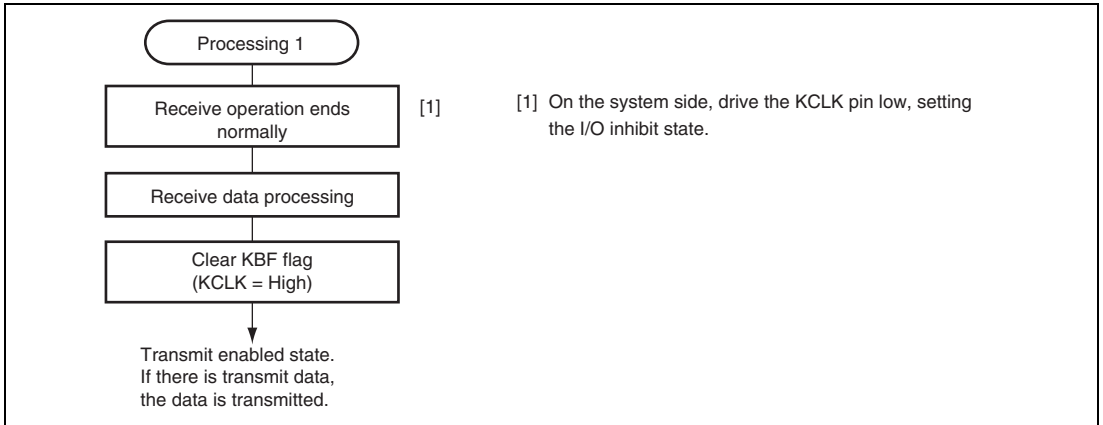 Processing 1
Receive operation ends
normally
[1]
[1] On the system side, drive the KCLK pin low, setting
the I/O inhibit state.
Receive data processing
Clear KBF flag
(KCLK = High)
Transmit enabled state.
If there is transmit data,
the data is transmitted.